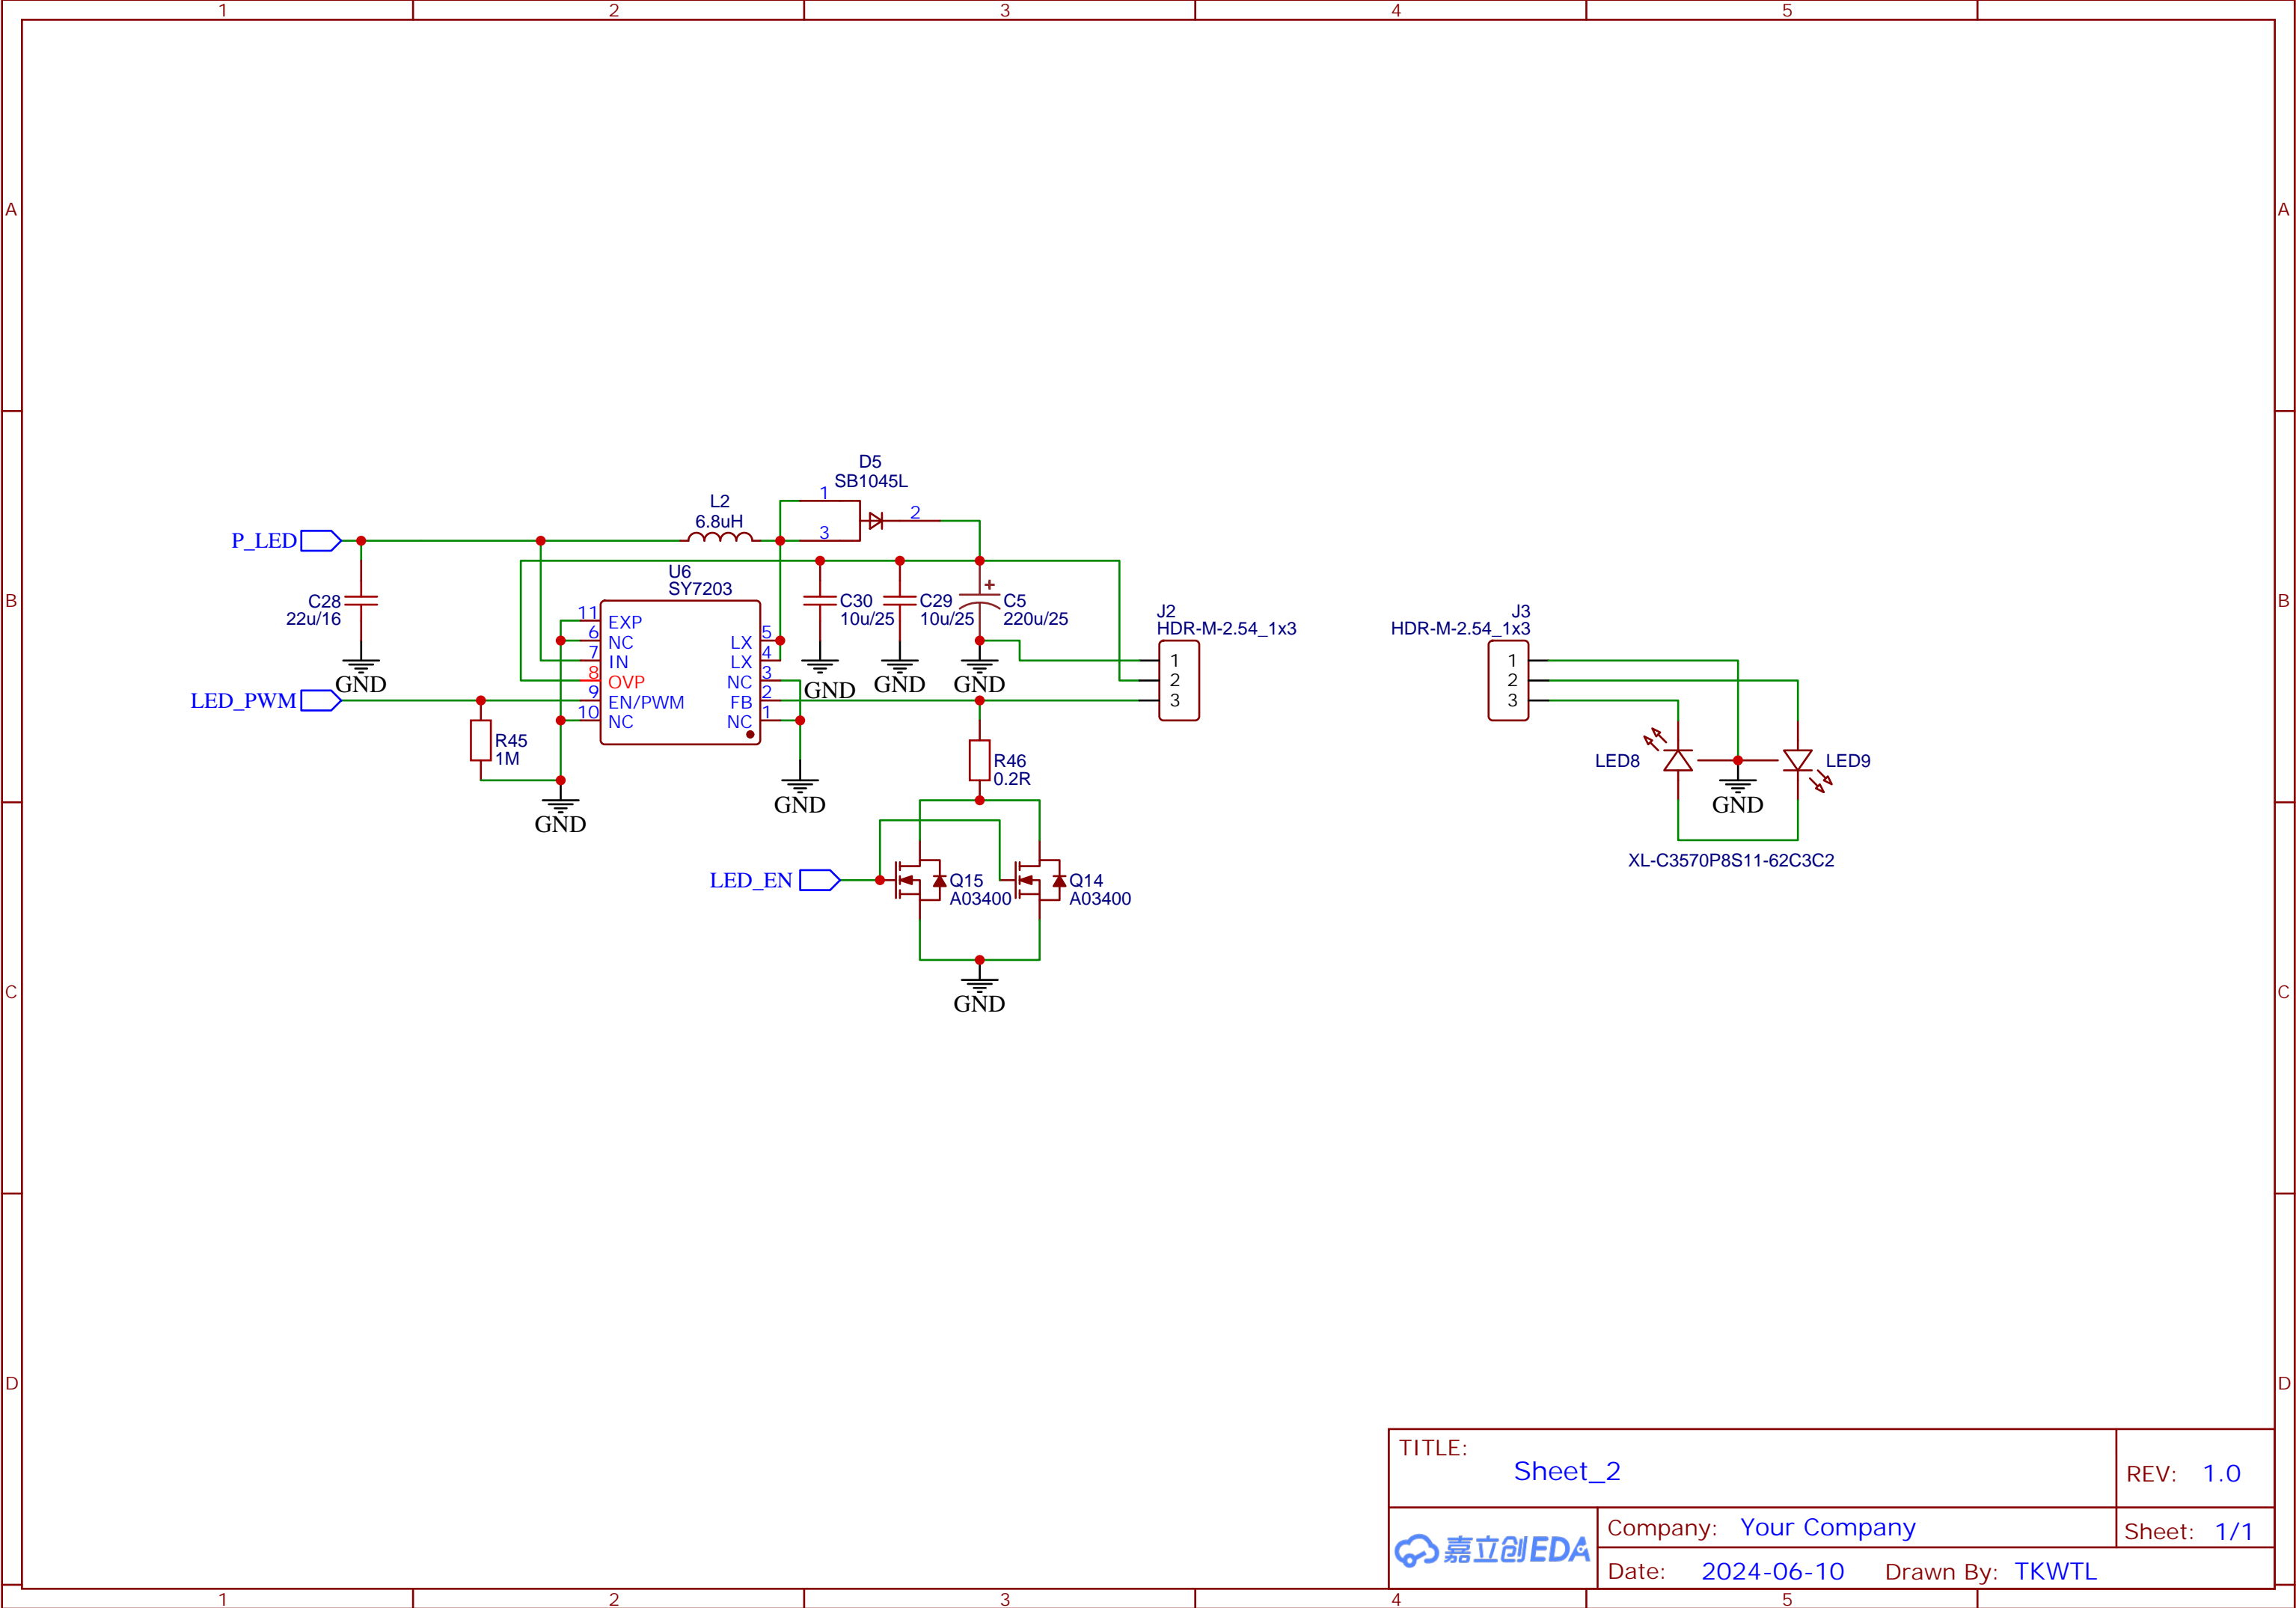 1 2 3 4 5
A A
B B
C C
D D
D5
SB1045L
L2
6.8uH
1
3
2
P_LED
C28
22u/16
GND
U6
SY7203
11 EXP
6 NC
7 IN
8 OVP
9 EN/PWM
10 NC
LX 5
LX 4
NC 3
FB 2
NC 1
C30
10u/25
GND
C29
10u/25
GND
+
C5
220u/25
GND
J2
HDR-M-2.54_1x3
1
2
3
J3
HDR-M-2.54_1x3
1
2
3
LED8
LED9
GND
XL-C3570P8S11-62C3C2
LED_PWM
R45
1M
GND
GND
R46
0.2R
LED_EN
Q15
A03400
Q14
A03400
GND
TITLE:
Sheet_2
REV: 1.0
嘉立创EDA
Company: Your Company
Sheet: 1/1
Date: 2024-06-10 Drawn By: TKWTL
1 2 3 4 5